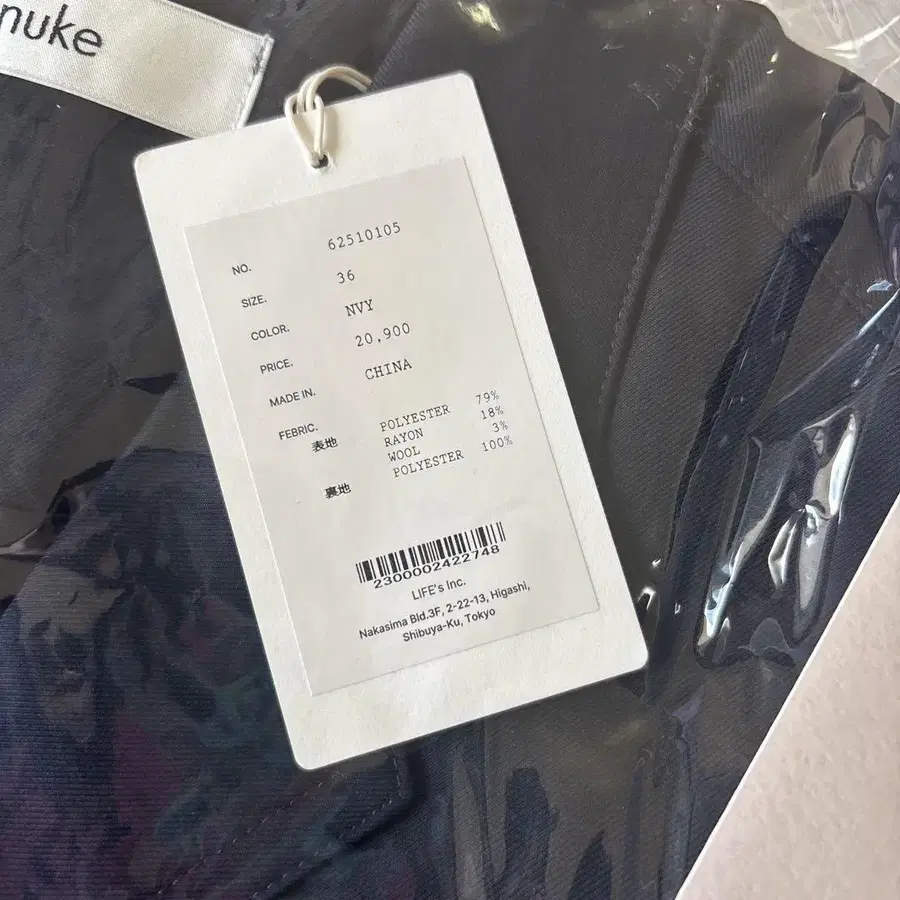 nuke
NO. 62510105
SIZE. 36
COLOR. NVY
PRICE. 20,900
MADE IN. CHINA
FEBRIC.
表地 POLYESTER 79%
RAYON 18%
WOOL 3%
裏地 POLYESTER 100%
2300002422748
LIFE's Inc.
Nakasima Bld.3F, 2-22-13, Higashi,
Shibuya-Ku, Tokyo